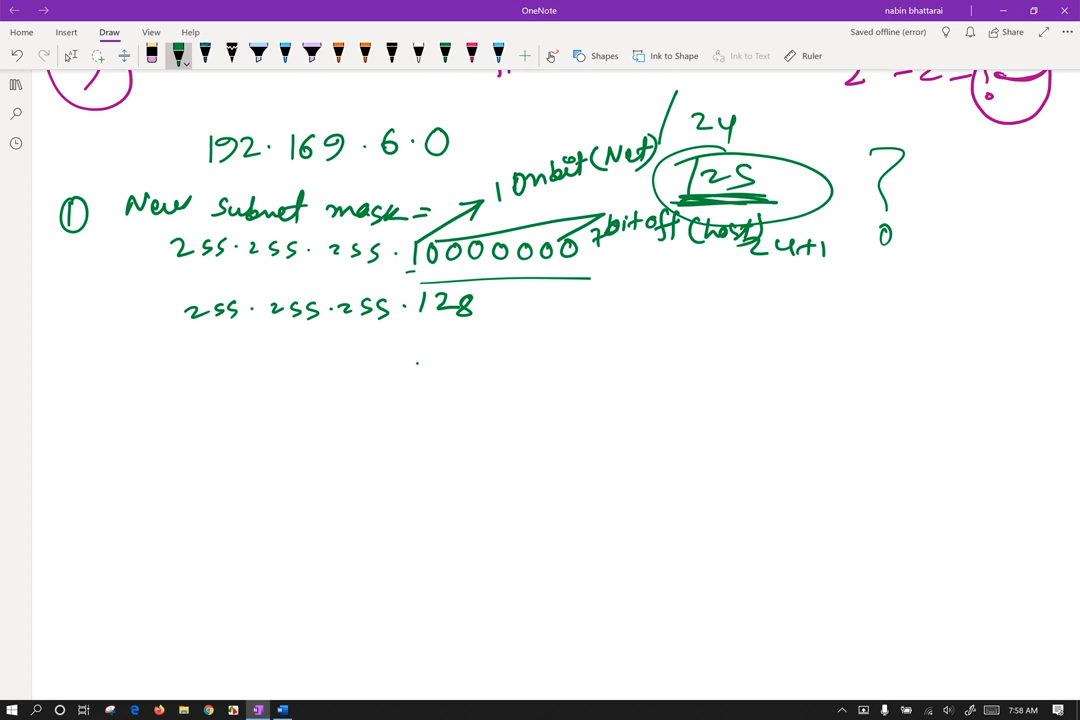 OneNote
nabin bhattarai
Home Insert Draw View Help
Saved offline (error)
Share
Shapes
Ink to Shape
Ink to Text
Ruler
192.169.6.0
/24
/25
?
24+1
1 On bit (Net)
① New subnet mask =
7 bit off (host)
255.255.255.10000000
255.255.255.128
7:58 AM